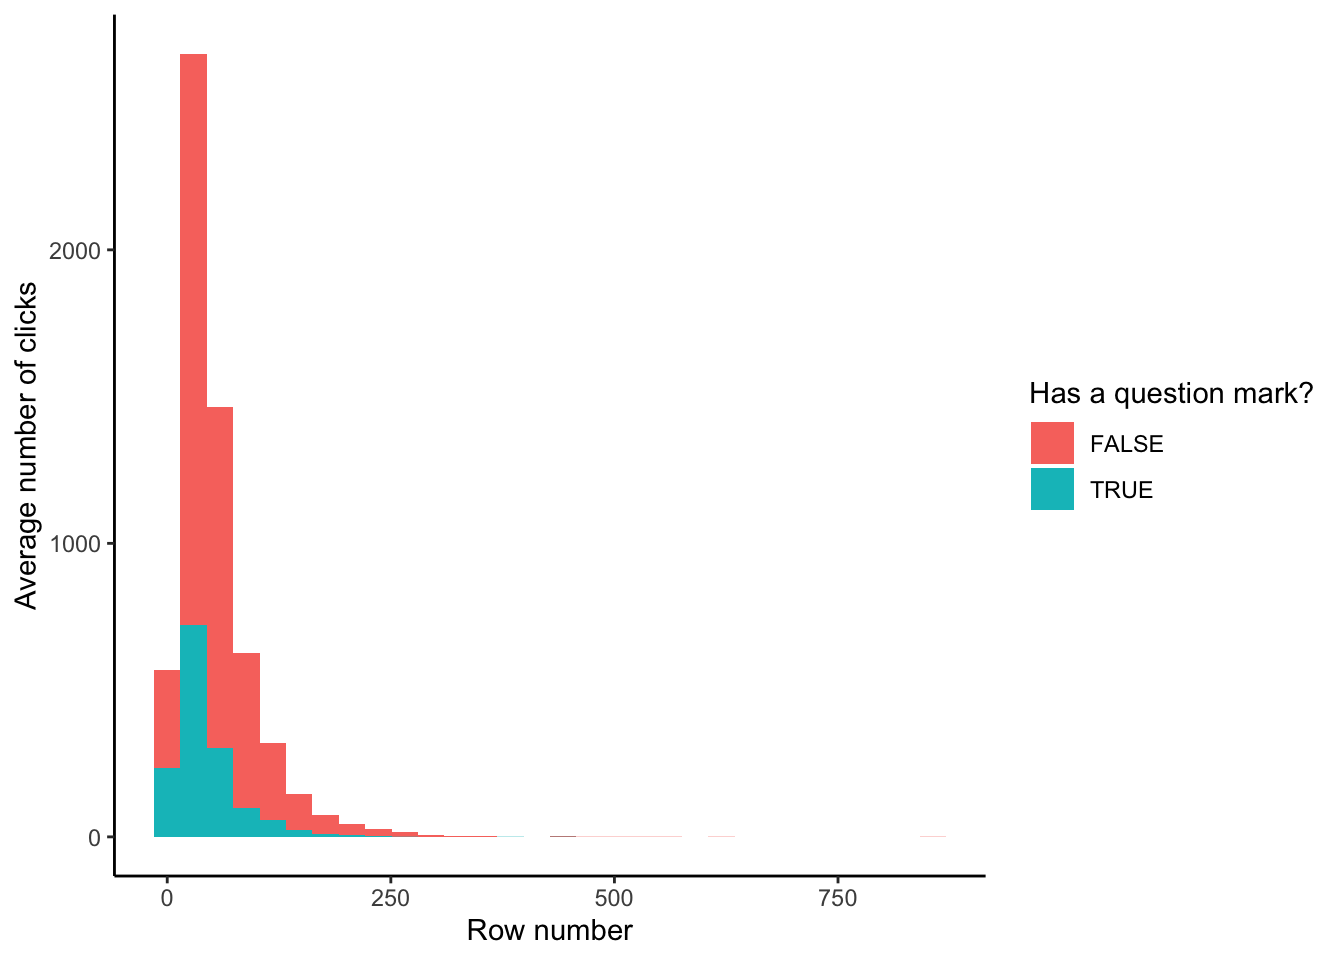 Average number of clicks
2000
1000
0
0
250
500
750
Row number
Has a question mark?
FALSE
TRUE